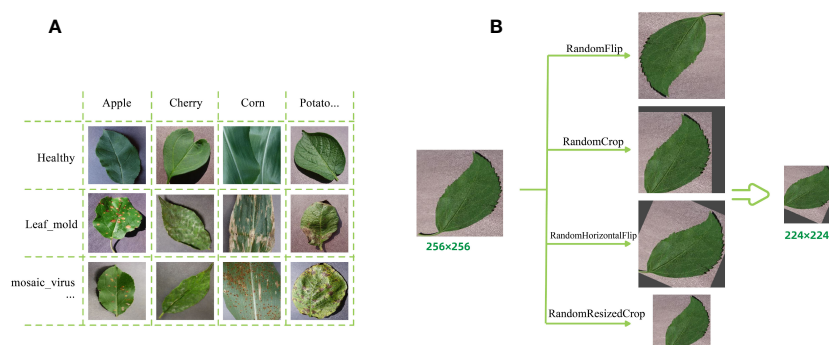 A
B
Apple
Cherry
Corn
Potato...
Healthy
Leaf_mold
mosaic_virus
...
RandomFlip
RandomCrop
RandomHorizontalFlip
RandomResizedCrop
256×256
224×224